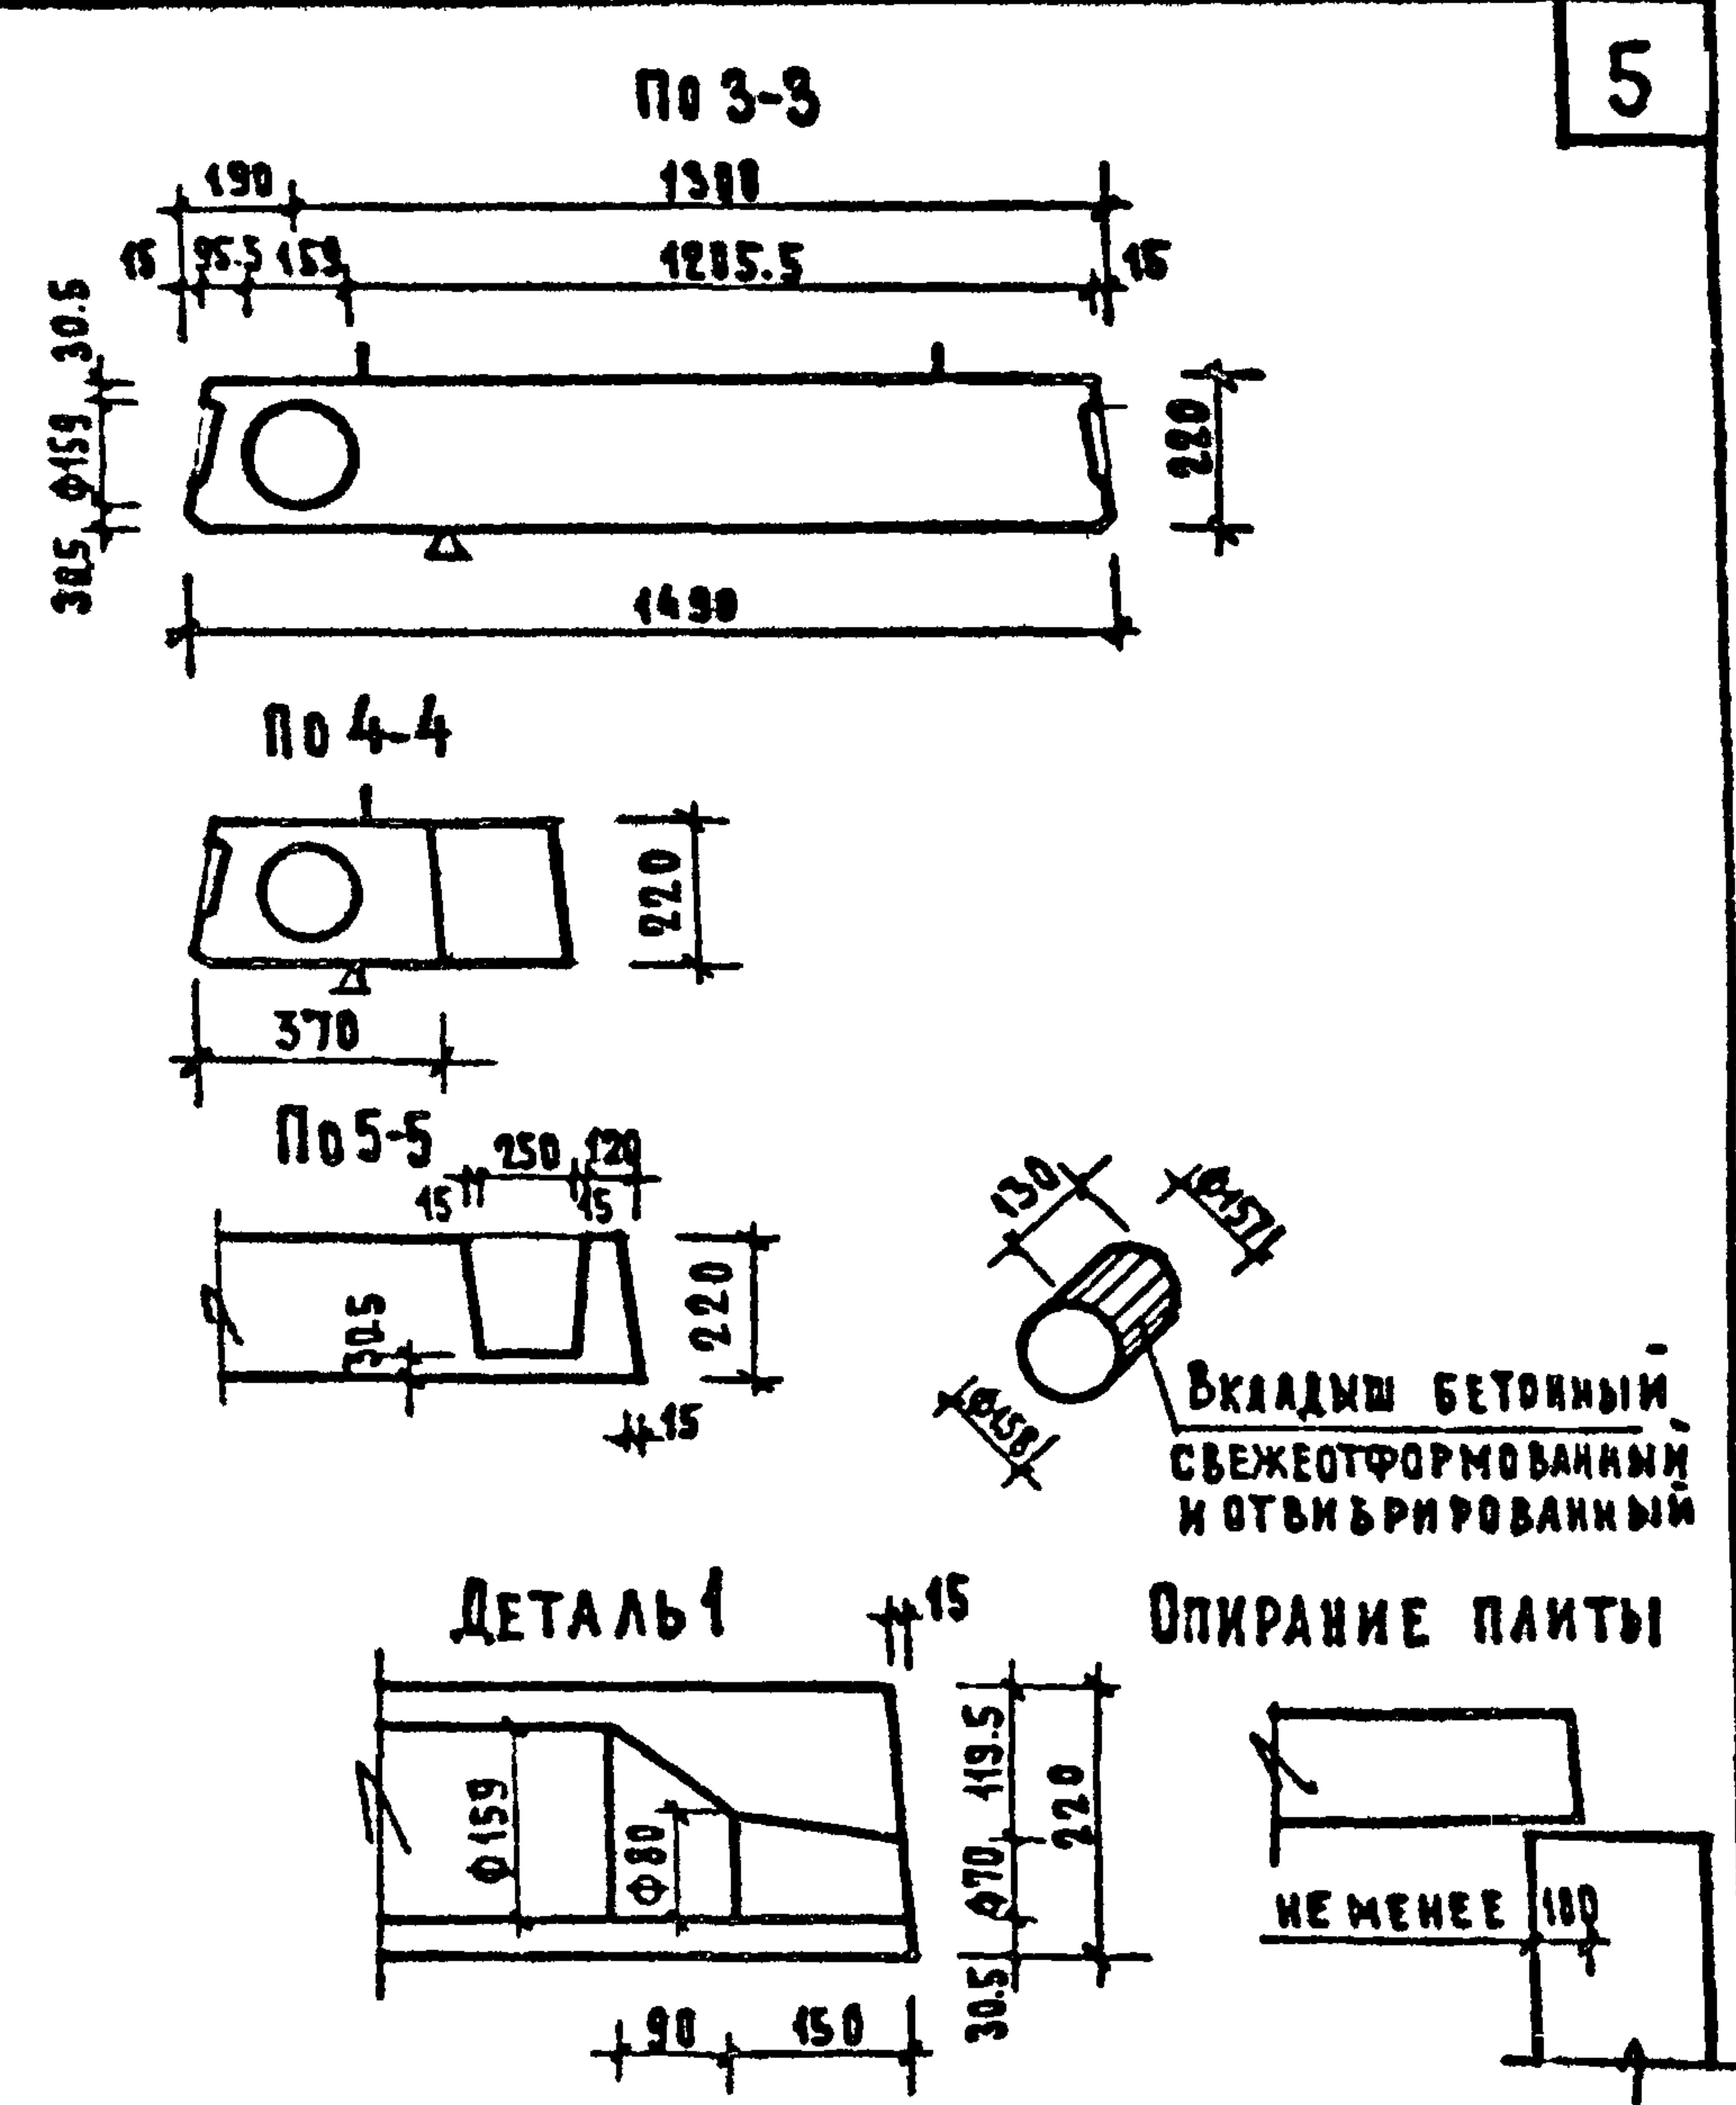 5
По 3-3
190 1300
15 95.5 159 1205.5 15
30.5
Ф159
30.5
220
1490
По 4-4
220
370
По 5-5
250 120
15 15
30.5
220
15
130
Ø157
Ø158
Вкладыш бетонный
свежеотформованный
и отвибрированный
Деталь 1
15
Ф159
Ф80
119.5
Ф70
30.5
220
90 150
Опирание плиты
не менее 100